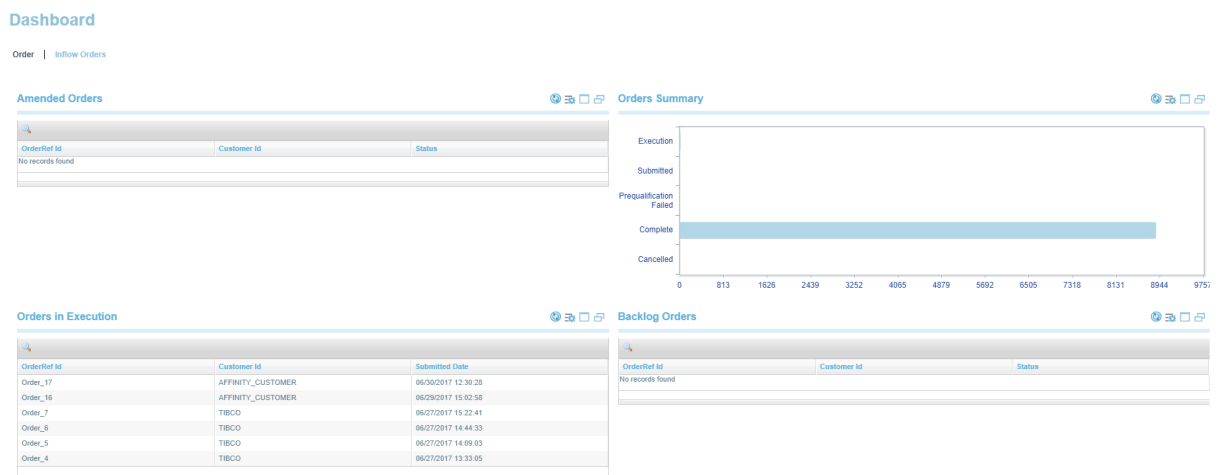 Dashboard
Order | Inflow Orders
Amended Orders
OrderRef Id Customer Id Status
No records found
Orders Summary
Execution
Submitted
Prequalification
Failed
Complete
Cancelled
0 813 1626 2439 3252 4065 4879 5692 6505 7318 8131 8944 9757
Orders in Execution
OrderRef Id Customer Id Submitted Date
Order_17 AFFINITY_CUSTOMER 06/30/2017 12:30:28
Order_16 AFFINITY_CUSTOMER 06/29/2017 15:02:58
Order_7 TIBCO 06/27/2017 15:22:41
Order_6 TIBCO 06/27/2017 14:44:33
Order_5 TIBCO 06/27/2017 14:09:03
Order_4 TIBCO 06/27/2017 13:33:05
Backlog Orders
OrderRef Id Customer Id Status
No records found